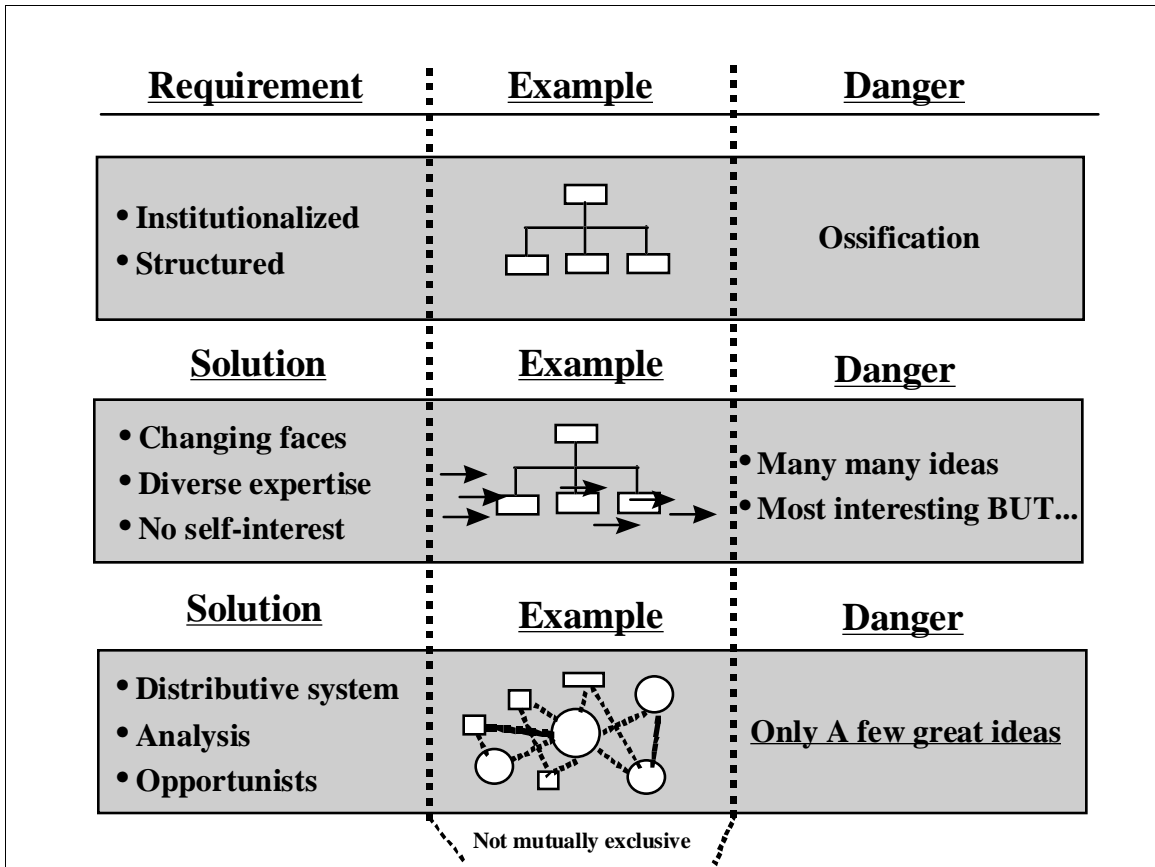 Requirement Example Danger
• Institutionalized
• Structured
Ossification
Solution Example Danger
• Changing faces
• Diverse expertise
• No self-interest
• Many many ideas
• Most interesting BUT...
Solution Example Danger
• Distributive system
• Analysis
• Opportunists
Only A few great ideas
Not mutually exclusive